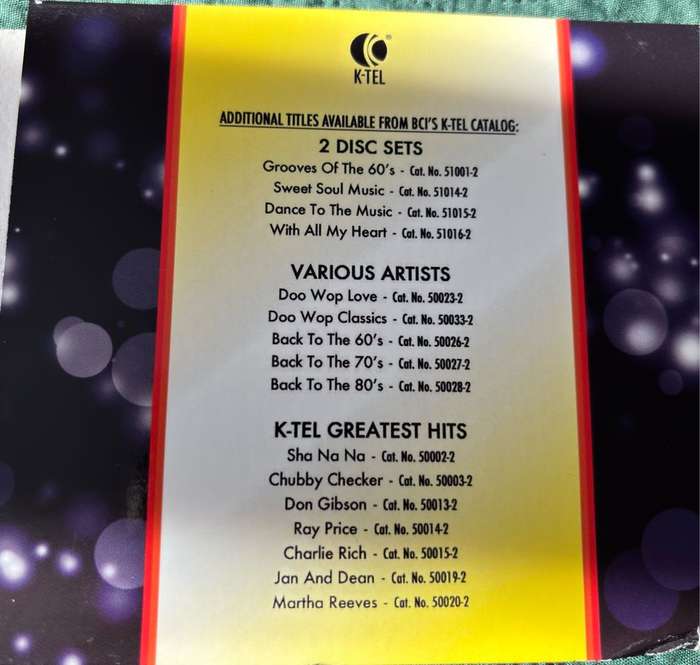 K-TEL
ADDITIONAL TITLES AVAILABLE FROM BCI'S K-TEL CATALOG:
2 DISC SETS
Grooves Of The 60's - Cat. No. 51001-2
Sweet Soul Music - Cat. No. 51014-2
Dance To The Music - Cat. No. 51015-2
With All My Heart - Cat. No. 51016-2
VARIOUS ARTISTS
Doo Wop Love - Cat. No. 50023-2
Doo Wop Classics - Cat. No. 50033-2
Back To The 60's - Cat. No. 50026-2
Back To The 70's - Cat. No. 50027-2
Back To The 80's - Cat. No. 50028-2
K-TEL GREATEST HITS
Sha Na Na - Cat. No. 50002-2
Chubby Checker - Cat. No. 50003-2
Don Gibson - Cat. No. 50013-2
Ray Price - Cat. No. 50014-2
Charlie Rich - Cat. No. 50015-2
Jan And Dean - Cat. No. 50019-2
Martha Reeves - Cat. No. 50020-2